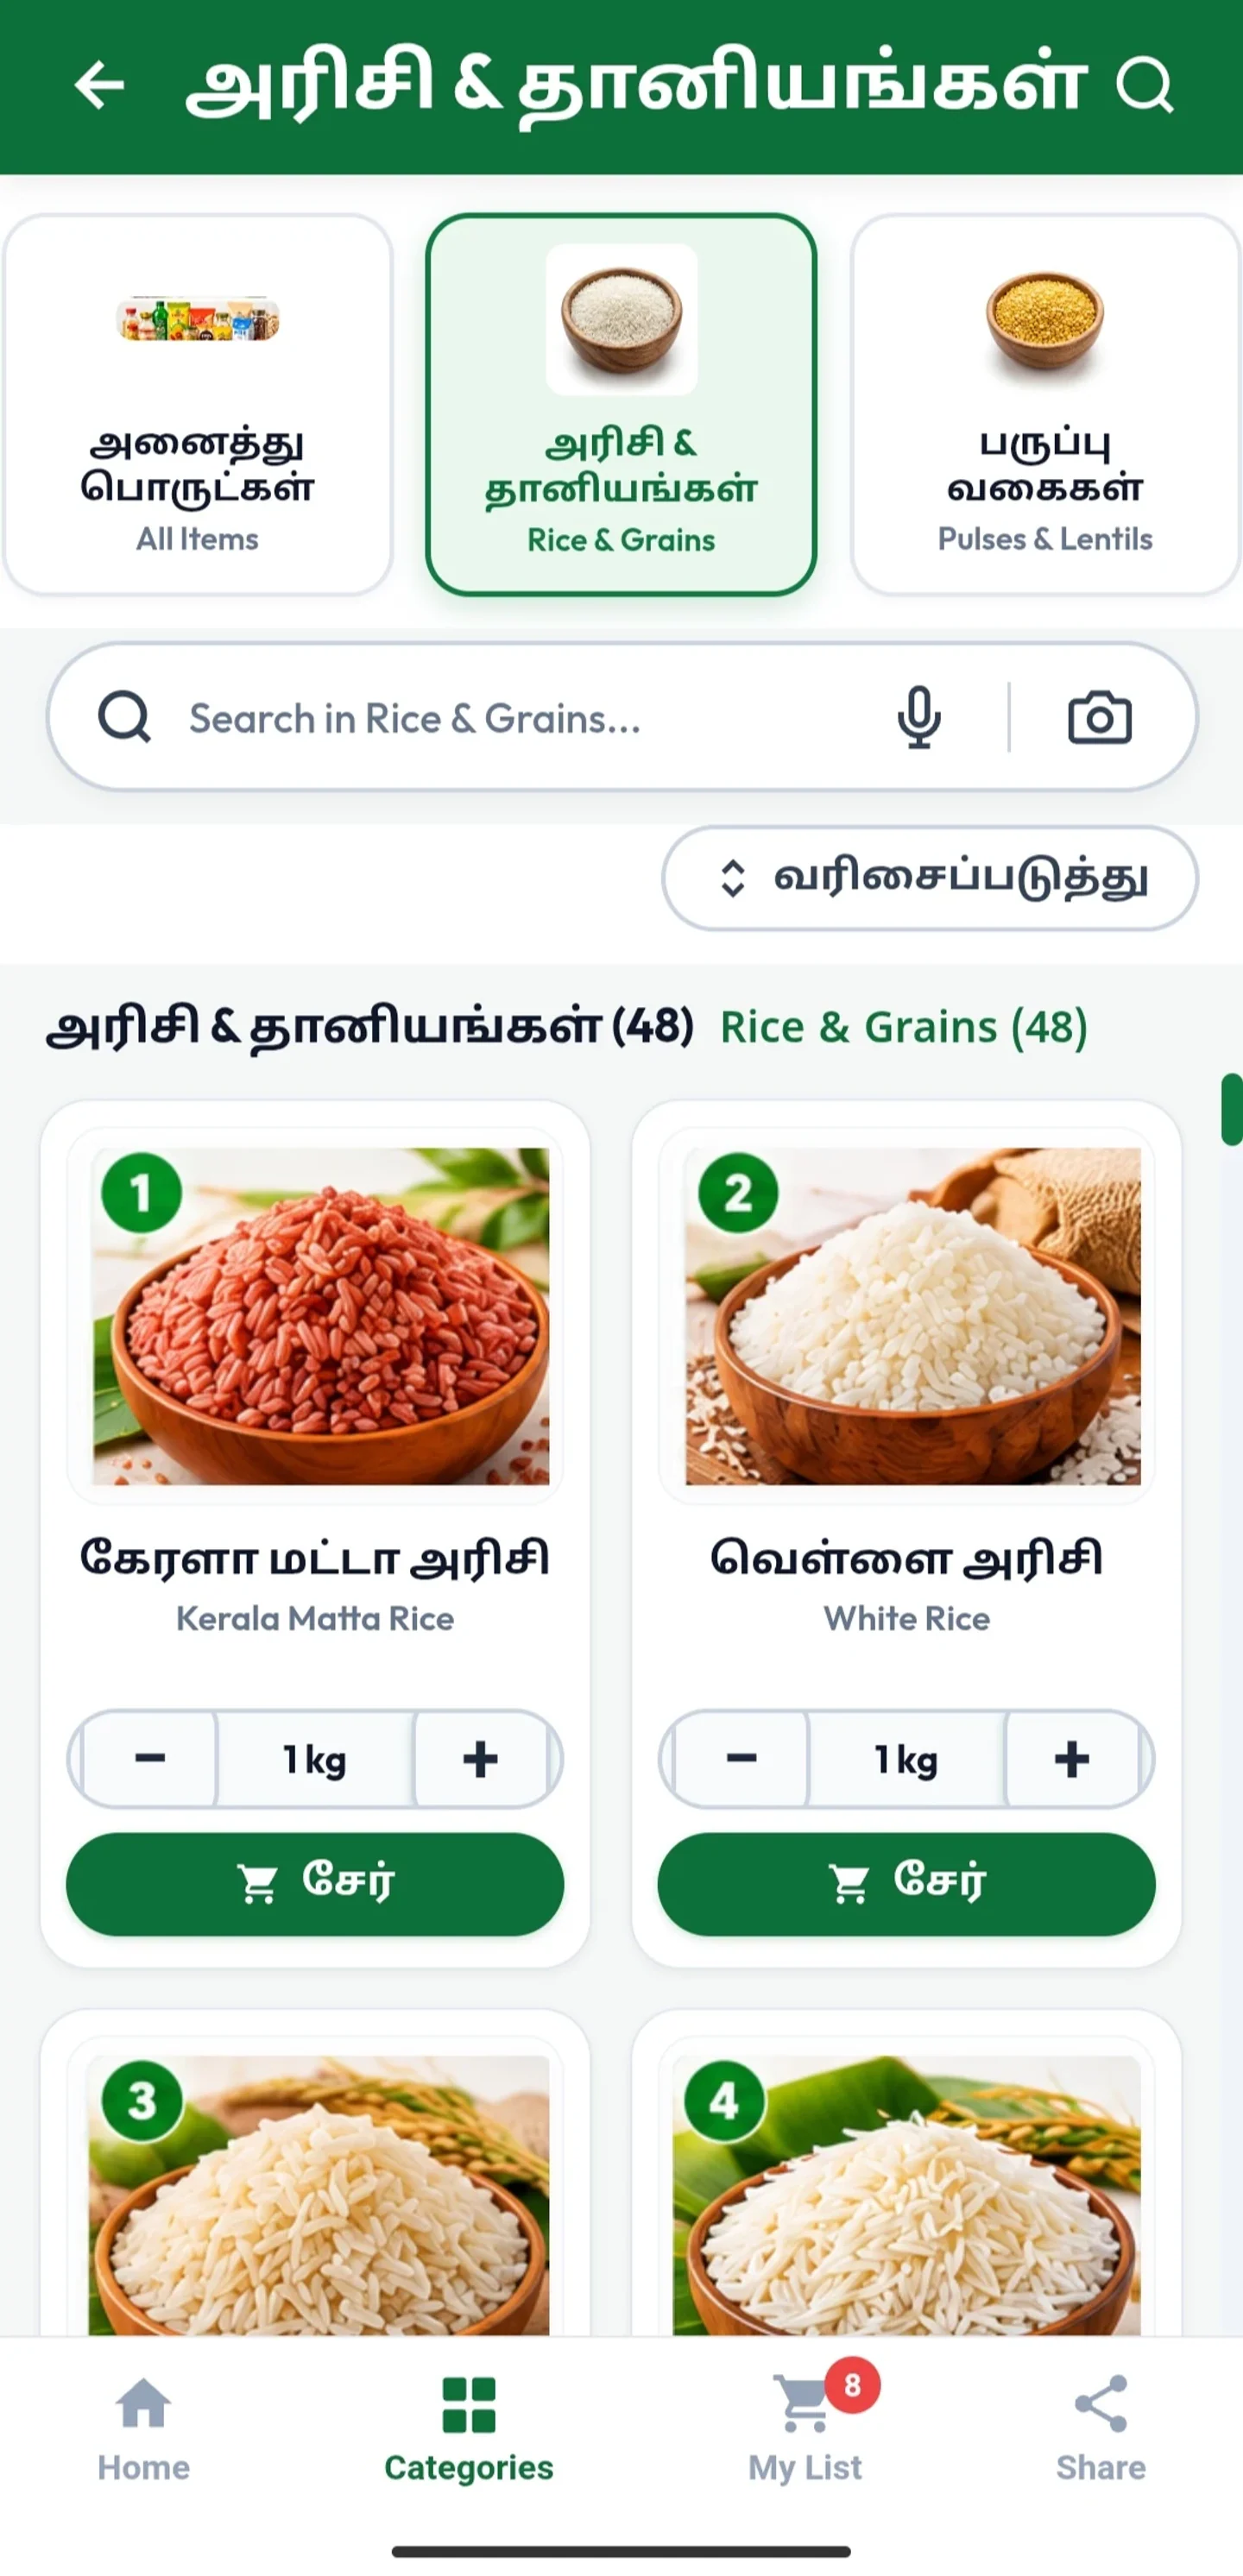 அரிசி & தானியங்கள்
அனைத்து
பொருட்கள்
All Items
அரிசி &
தானியங்கள்
Rice & Grains
பருப்பு
வகைகள்
Pulses & Lentils
Search in Rice & Grains...
வரிசைப்படுத்து
அரிசி & தானியங்கள் (48) Rice & Grains (48)
1
2
கேரளா மட்டா அரிசி
Kerala Matta Rice
வெள்ளை அரிசி
White Rice
1 kg
1 kg
சேர்
சேர்
3
4
8
Home
Categories
My List
Share